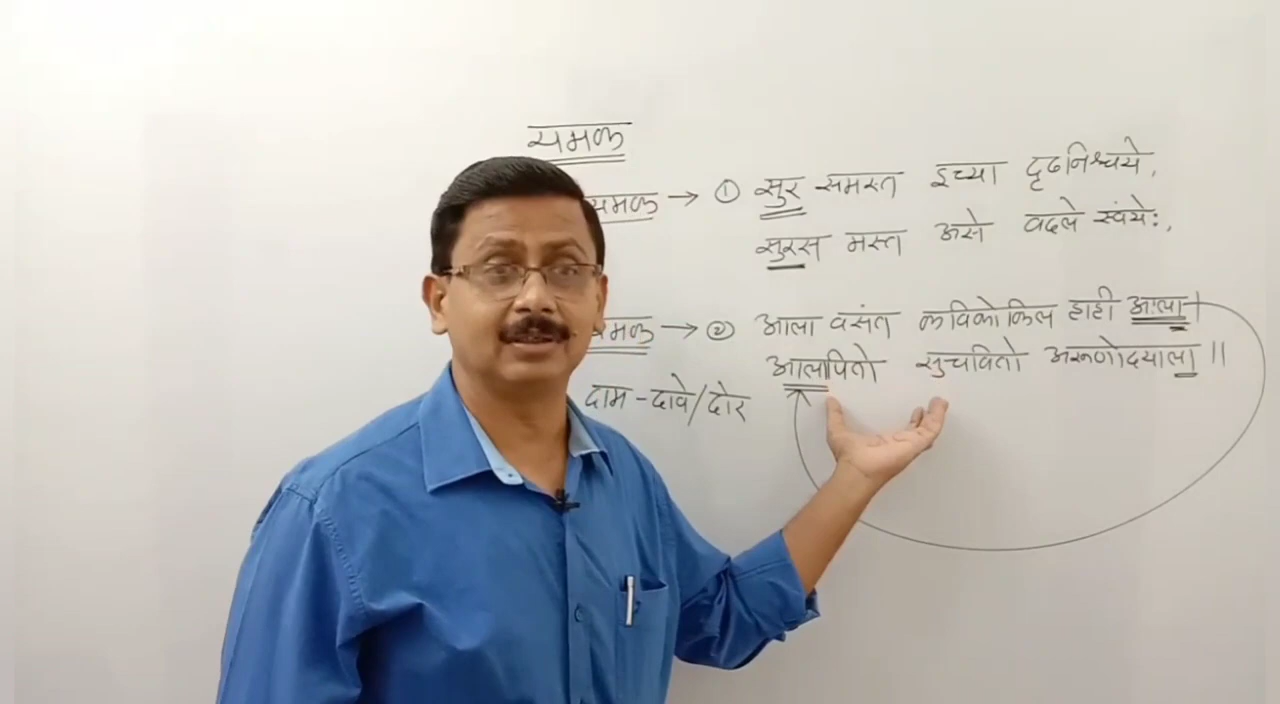 यमक
यमक → ① सुर समस्त इच्या दृढनिश्चये,
सुरस मस्त असे वदले स्वंये:,
यमक → ② आला वसंत कविकोकिल हाही आला।
आलापितो सुचवितो अरूणोदयाला॥
दाम - दावे/दोर